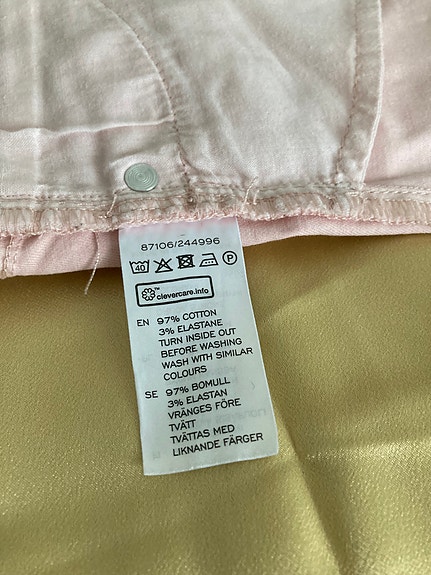 87106/244996
40 P
clevercare.info
EN 97% COTTON
3% ELASTANE
TURN INSIDE OUT
BEFORE WASHING
WASH WITH SIMILAR
COLOURS
SE 97% BOMULL
3% ELASTAN
VRÄNGES FÖRE
TVÄTT
TVÄTTAS MED
LIKNANDE FÄRGER